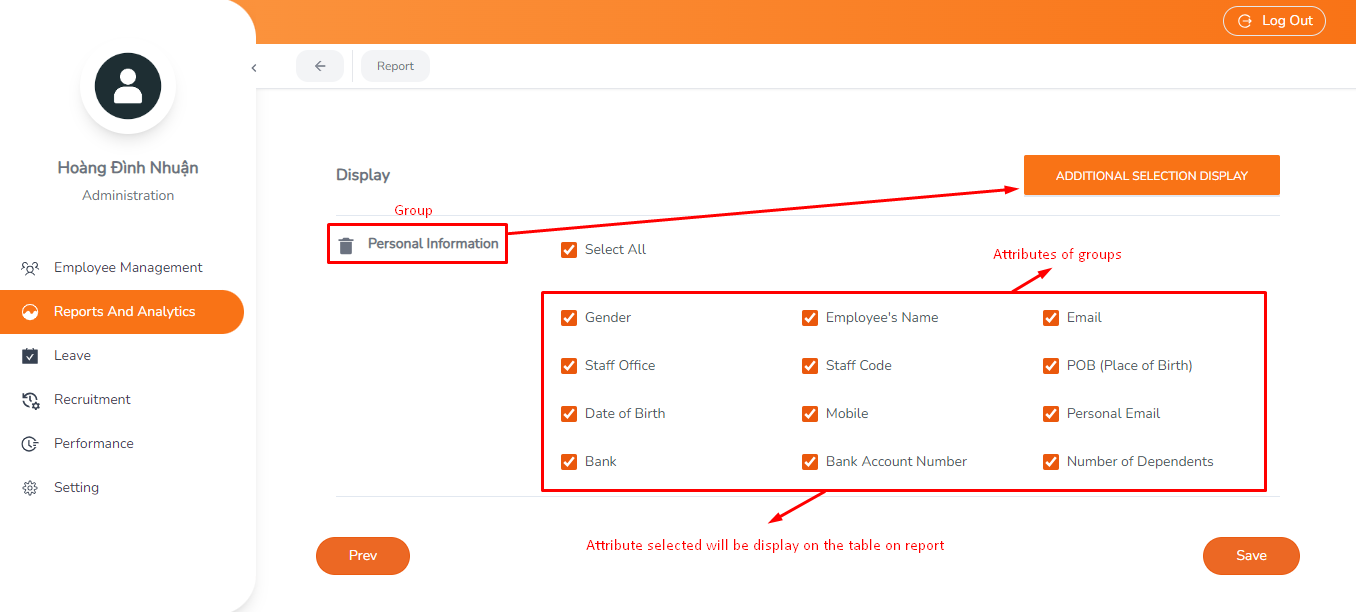 Log Out
Report
Hoàng Đình Nhuận
Administration
Employee Management
Reports And Analytics
Leave
Recruitment
Performance
Setting
Display
ADDITIONAL SELECTION DISPLAY
Group
Personal Information
Select All
Attributes of groups
Gender
Employee's Name
Email
Staff Office
Staff Code
POB (Place of Birth)
Date of Birth
Mobile
Personal Email
Bank
Bank Account Number
Number of Dependents
Attribute selected will be display on the table on report
Prev
Save